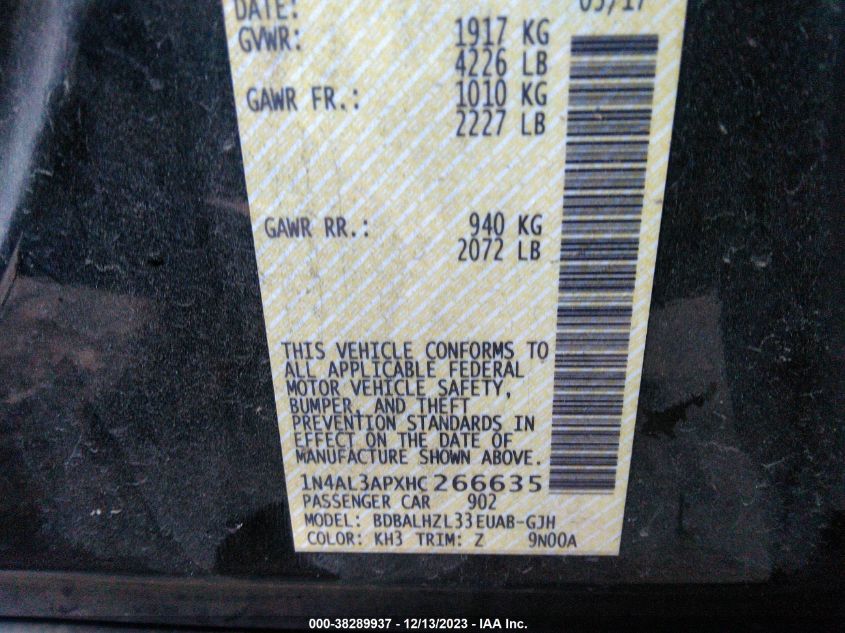 DATE:
GVWR: 1917 KG
4226 LB
GAWR FR.: 1010 KG
2227 LB
GAWR RR.: 940 KG
2072 LB
THIS VEHICLE CONFORMS TO
ALL APPLICABLE FEDERAL
MOTOR VEHICLE SAFETY,
BUMPER, AND THEFT
PREVENTION STANDARDS IN
EFFECT ON THE DATE OF
MANUFACTURE SHOWN ABOVE.
1N4AL3APXHC266635
PASSENGER CAR 902
MODEL: BDBALHZL33EUAB-GJH
COLOR: KH3 TRIM: Z 9N00A
000-38289937 - 12/13/2023 - IAA Inc.